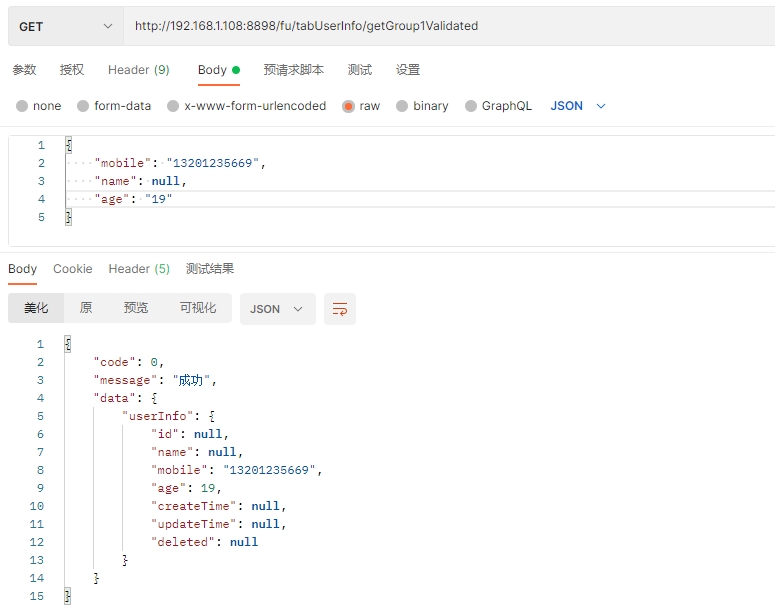 GET http://192.168.1.108:8898/fu/tabUserInfo/getGroup1Validated
参数 授权 Header (9) Body 预请求脚本 测试 设置
none form-data x-www-form-urlencoded raw binary GraphQL JSON
1 {
2 ····"mobile":·"13201235669",
3 ····"name":·null,
4 ····"age":·"19"
5 }
Body Cookie Header (5) 测试结果
美化 原 预览 可视化 JSON
1 {
2 "code": 0,
3 "message": "成功",
4 "data": {
5 "userInfo": {
6 "id": null,
7 "name": null,
8 "mobile": "13201235669",
9 "age": 19,
10 "createTime": null,
11 "updateTime": null,
12 "deleted": null
13 }
14 }
15 }